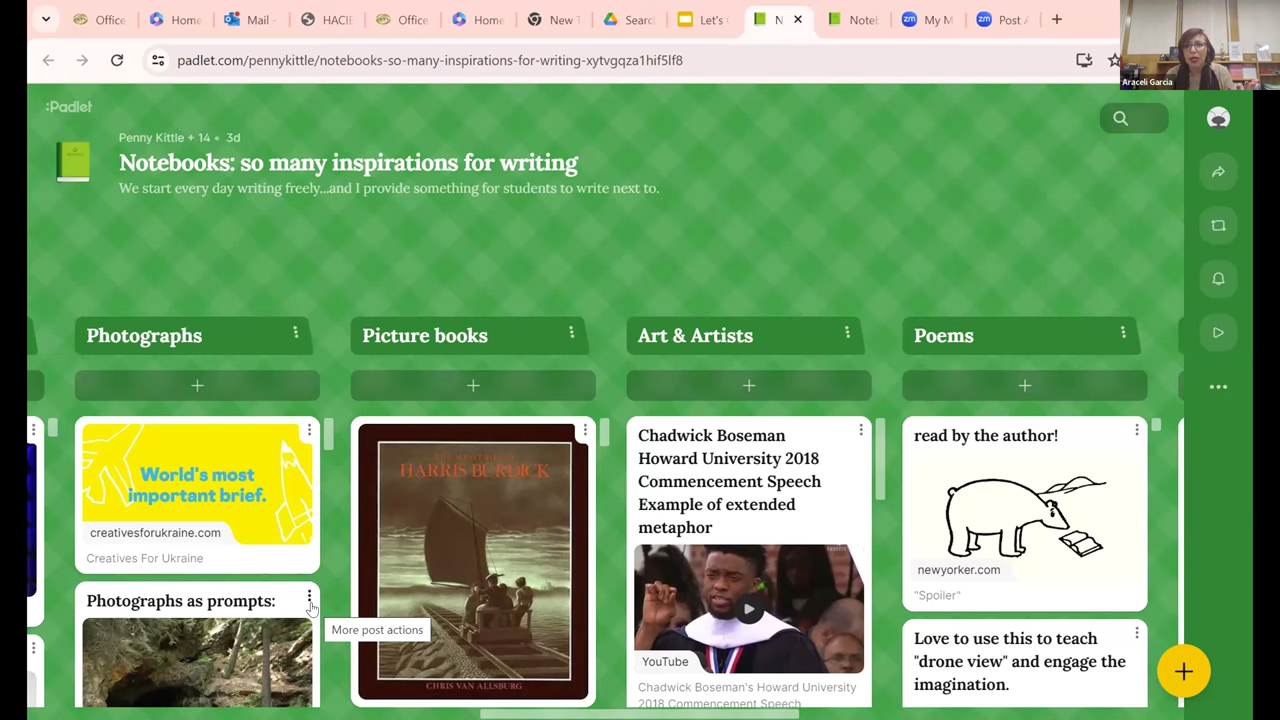 Office
Home
Mail -
HACIE
Office
Home
New T
Searc
Let's
N
Noteb
zm
My M
zm
Post A
padlet.com/pennykittle/notebooks-so-many-inspirations-for-writing-xytvgqza1hif5lf8
Araceli Garcia
:Padlet
Penny Kittle + 14 • 3d
Notebooks: so many inspirations for writing
We start every day writing freely...and I provide something for students to write next to.
Photographs
Picture books
Art & Artists
Poems
World's most
important brief.
creativesforukraine.com
Creatives For Ukraine
Photographs as prompts:
More post actions
HARRIS BURDICK
CHRIS VAN ALLSBURG
Chadwick Boseman
Howard University 2018
Commencement Speech
Example of extended
metaphor
YouTube
Chadwick Boseman's Howard University
2018 Commencement Speech
read by the author!
newyorker.com
"Spoiler"
Love to use this to teach
"drone view" and engage the
imagination.